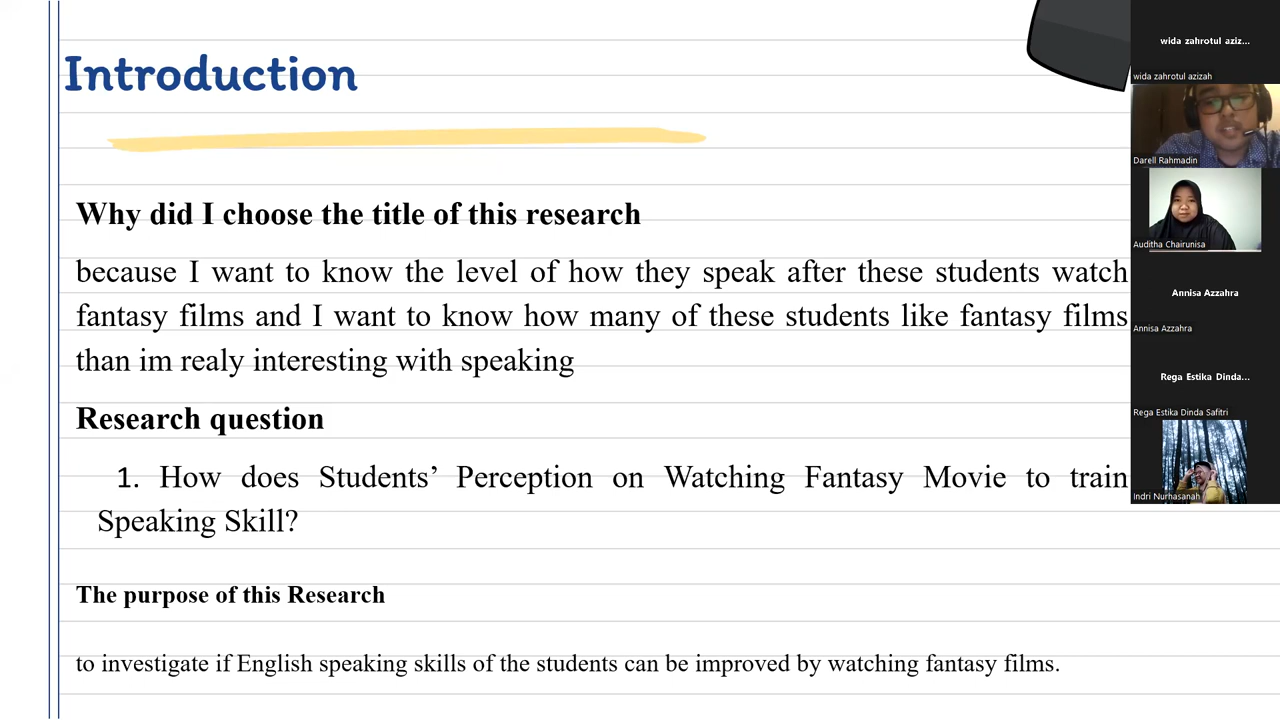 Introduction
Why did I choose the title of this research
because I want to know the level of how they speak after these students watch
fantasy films and I want to know how many of these students like fantasy films
than im realy interesting with speaking
Research question
1. How does Students’ Perception on Watching Fantasy Movie to train
Speaking Skill?
The purpose of this Research
to investigate if English speaking skills of the students can be improved by watching fantasy films.
wida zahrotul aziz...
wida zahrotul azizah
Darell Rahmadin
Auditha Chairunisa
Annisa Azzahra
Annisa Azzahra
Rega Estika Dinda...
Rega Estika Dinda Safitri
Indri Nurhasanah